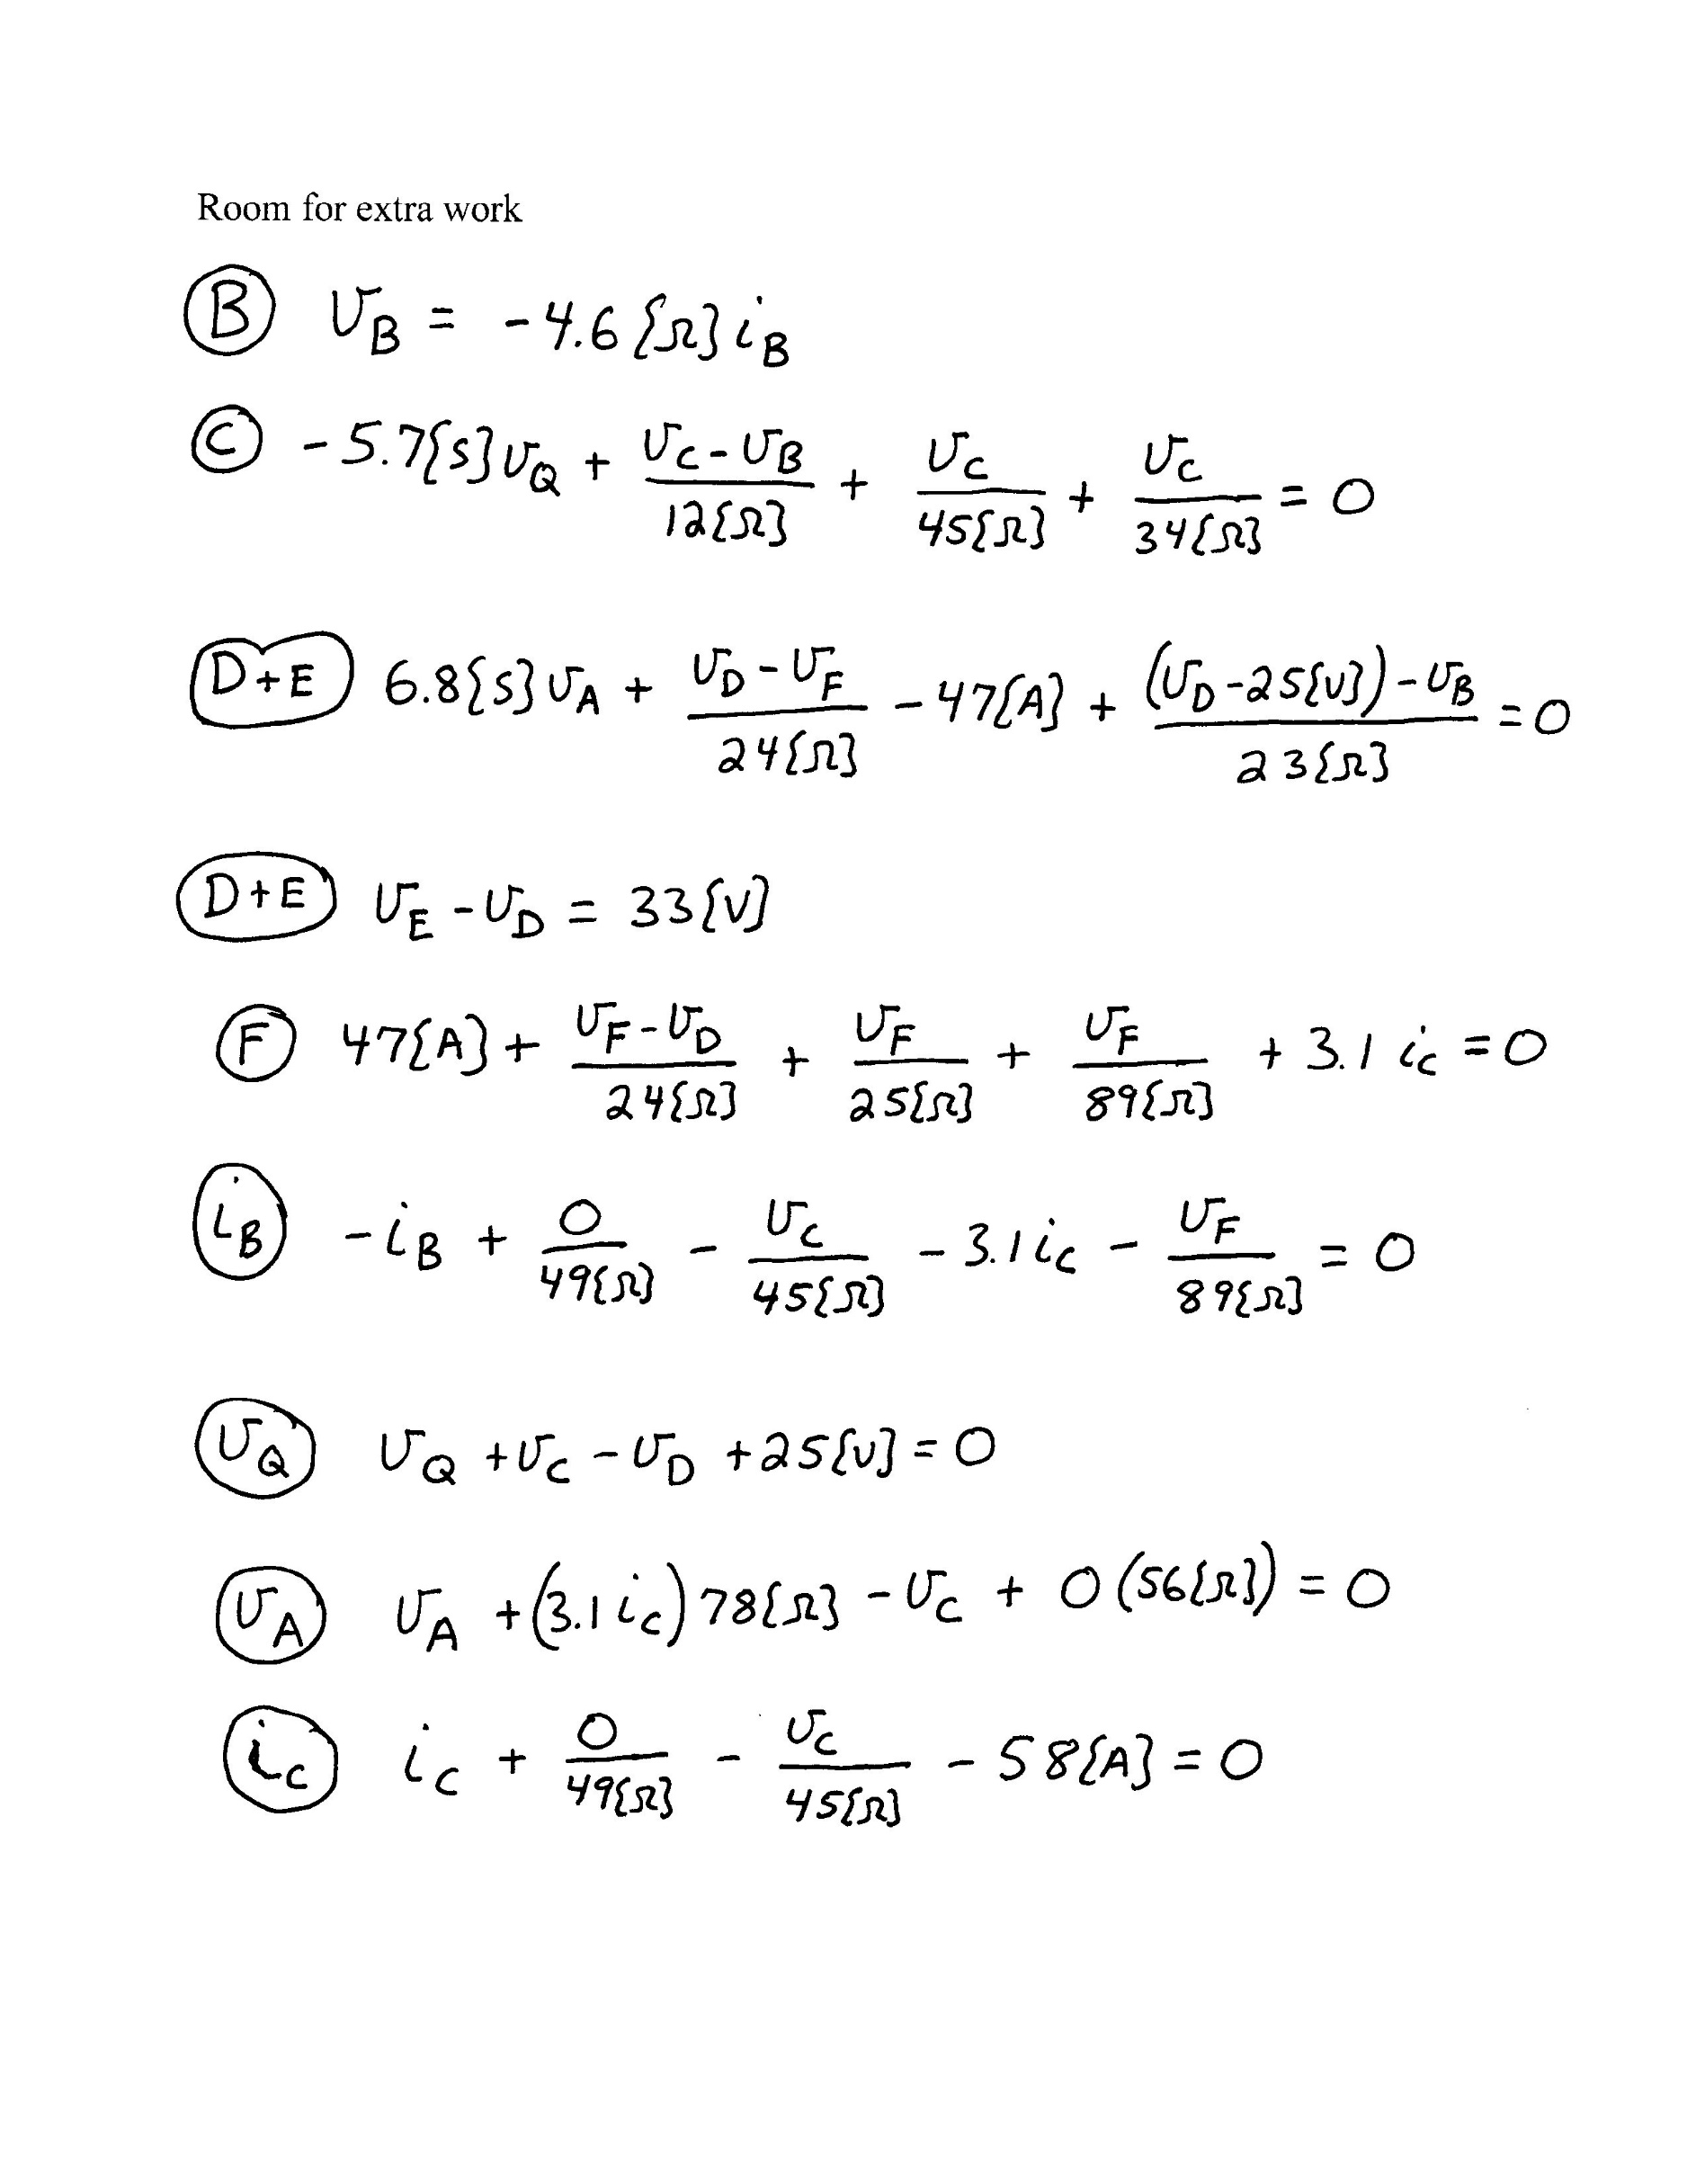 Room for extra work
(B) v_B = -4.6{Ω} i_B
(C) -5.7{S}v_Q + (v_C - v_B)/12{Ω} + v_C/45{Ω} + v_C/34{Ω} = 0
(D+E) 6.8{S}v_A + (v_D - v_F)/24{Ω} - 47{A} + ((v_D - 25{V}) - v_B)/23{Ω} = 0
(D+E) v_E - v_D = 33{V}
(F) 47{A} + (v_F - v_D)/24{Ω} + v_F/25{Ω} + v_F/89{Ω} + 3.1 i_C = 0
(i_B) -i_B + 0/49{Ω} - v_C/45{Ω} - 3.1 i_C - v_F/89{Ω} = 0
(v_Q) v_Q + v_C - v_D + 25{V} = 0
(v_A) v_A + (3.1 i_C) 78{Ω} - v_C + 0(56{Ω}) = 0
(i_C) i_C + 0/49{Ω} - v_C/45{Ω} - 58{A} = 0